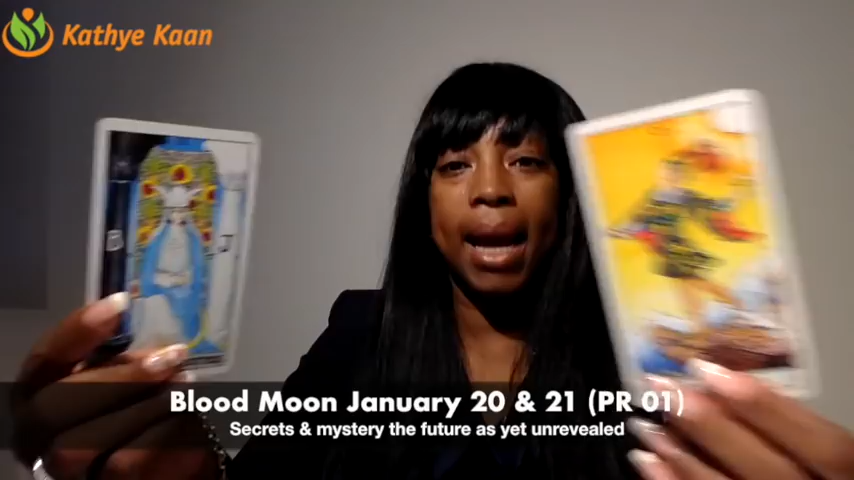 Kathye Kaan
Blood Moon January 20 & 21 (PR 01)
Secrets & mystery the future as yet unrevealed